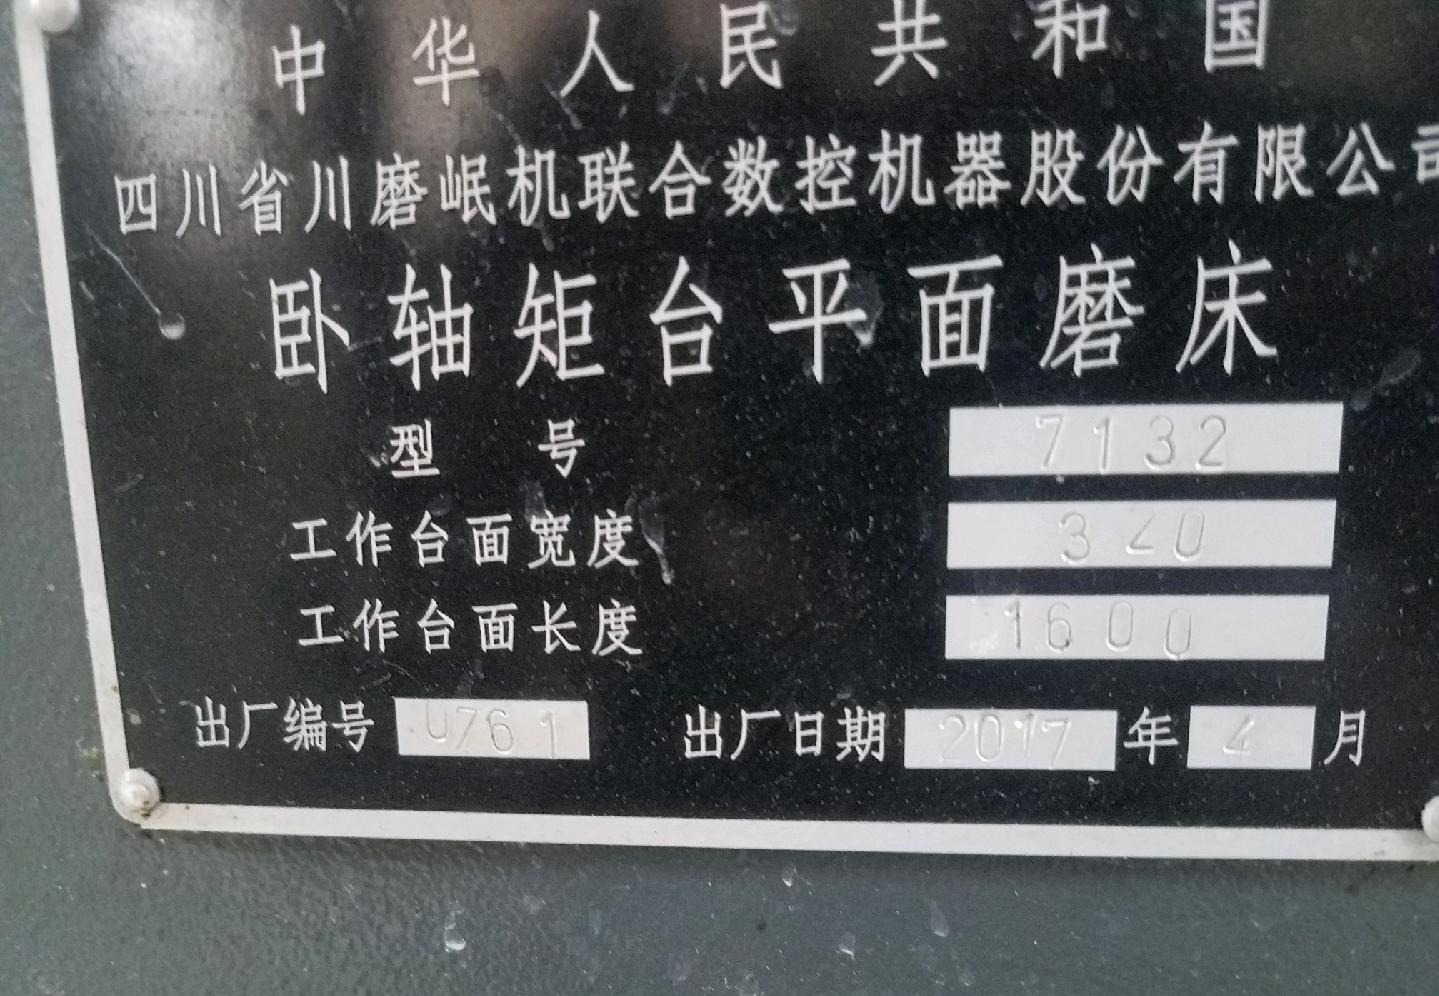 中华人民共和国
四川省川磨岷机联合数控机器股份有限公司
卧轴矩台平面磨床
型号 7132
工作台面宽度 320
工作台面长度 1600
出厂编号 U761 出厂日期 2017 年 4 月